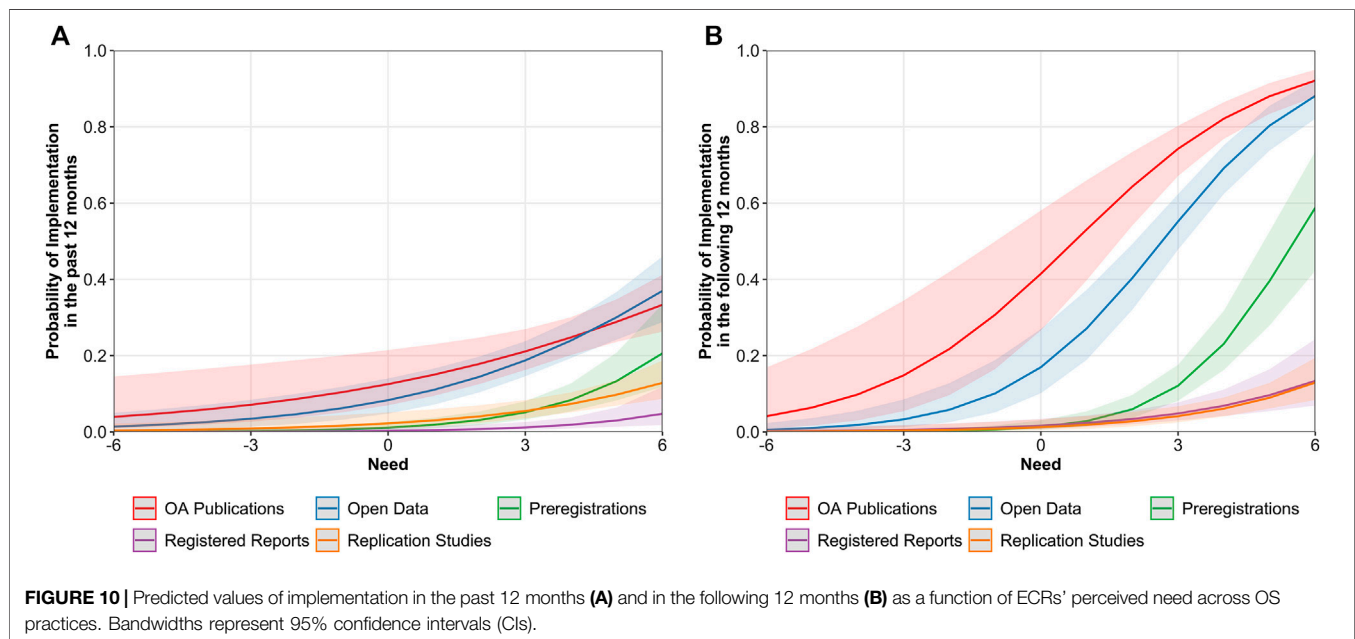 A
Probability of Implementation
in the past 12 months
1.0
0.8
0.6
0.4
0.2
0.0
-6 -3 0 3 6
Need
OA Publications Open Data Preregistrations
Registered Reports Replication Studies
B
Probability of Implementation
in the following 12 months
1.0
0.8
0.6
0.4
0.2
0.0
-6 -3 0 3 6
Need
OA Publications Open Data Preregistrations
Registered Reports Replication Studies
FIGURE 10 | Predicted values of implementation in the past 12 months (A) and in the following 12 months (B) as a function of ECRs’ perceived need across OS
practices. Bandwidths represent 95% confidence intervals (CIs).